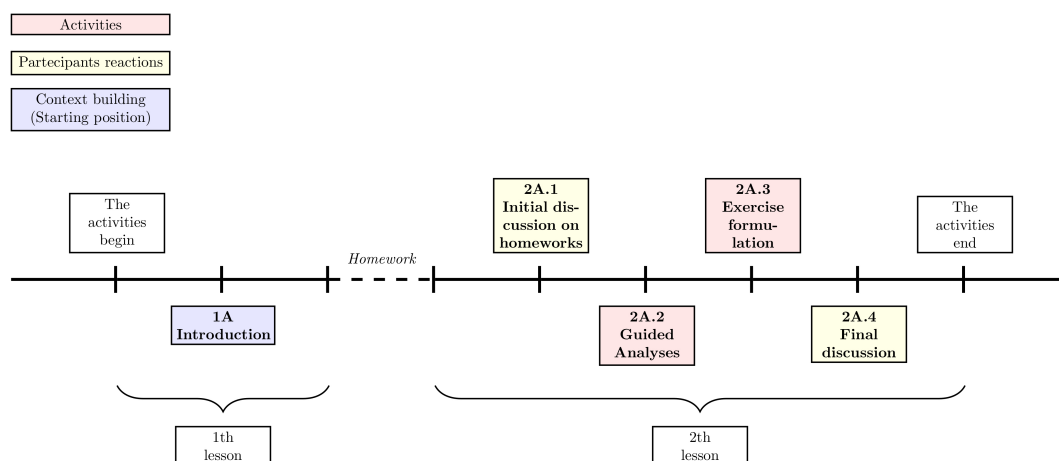 Activities
Partecipants reactions
Context building
(Starting position)
The
activities
begin
2A.1
Initial dis-
cussion on
homeworks
2A.3
Exercise
formu-
lation
The
activities
end
Homework
1A
Introduction
2A.2
Guided
Analyses
2A.4
Final
discussion
1th
lesson
2th
lesson